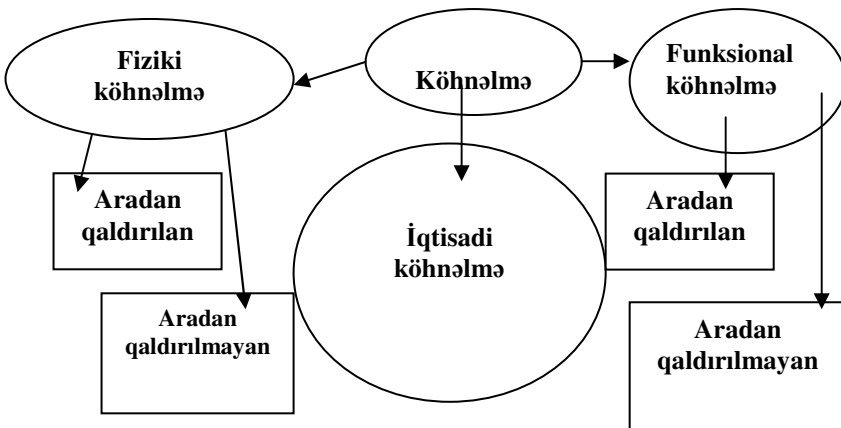 Fiziki
köhnəlmə
Köhnəlmə
Funksional
köhnəlmə
Aradan
qaldırılan
İqtisadi
köhnəlmə
Aradan
qaldırılan
Aradan
qaldırılmayan
Aradan
qaldırılmayan